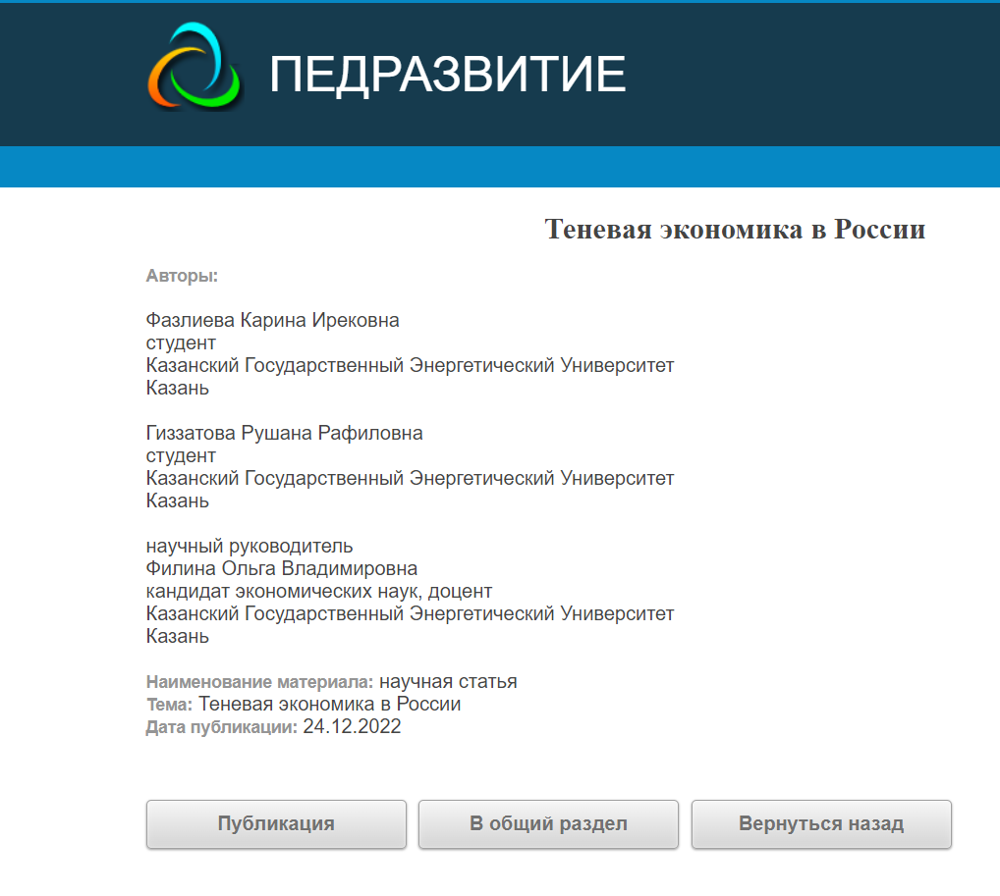 ПЕДРАЗВИТИЕ
Теневая экономика в России
Авторы:
Фазлиева Карина Ирековна
студент
Казанский Государственный Энергетический Университет
Казань
Гиззатова Рушана Рафиловна
студент
Казанский Государственный Энергетический Университет
Казань
научный руководитель
Филина Ольга Владимировна
кандидат экономических наук, доцент
Казанский Государственный Энергетический Университет
Казань
Наименование материала: научная статья
Тема: Теневая экономика в России
Дата публикации: 24.12.2022
Публикация
В общий раздел
Вернуться назад